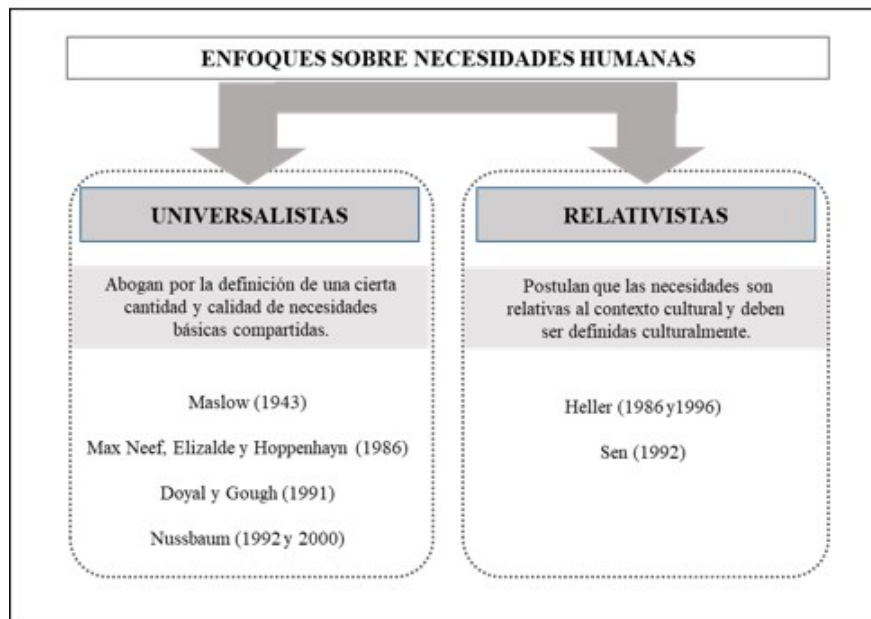 ENFOQUES SOBRE NECESIDADES HUMANAS
UNIVERSALISTAS
Abogan por la definición de una cierta
cantidad y calidad de necesidades
básicas compartidas.
Maslow (1943)
Max Neef, Elizalde y Hoppenhayn (1986)
Doyal y Gough (1991)
Nussbaum (1992 y 2000)
RELATIVISTAS
Postulan que las necesidades son
relativas al contexto cultural y deben
ser definidas culturalmente.
Heller (1986 y1996)
Sen (1992)